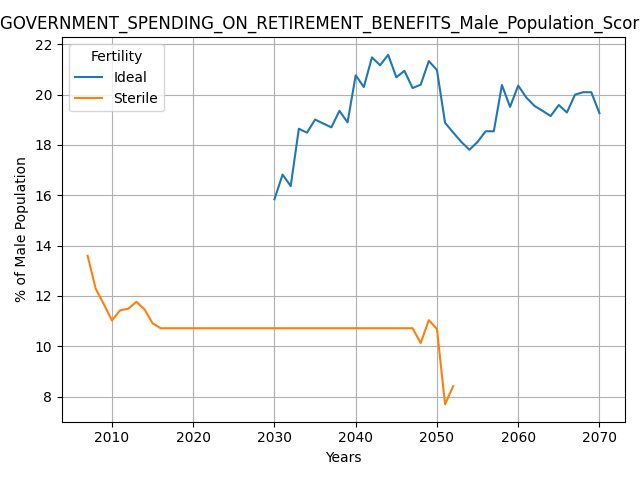 GOVERNMENT_SPENDING_ON_RETIREMENT_BENEFITS_Male_Population_Scor
Fertility
Ideal
Sterile
% of Male Population
22
20
18
16
14
12
10
8
2010 2020 2030 2040 2050 2060 2070
Years